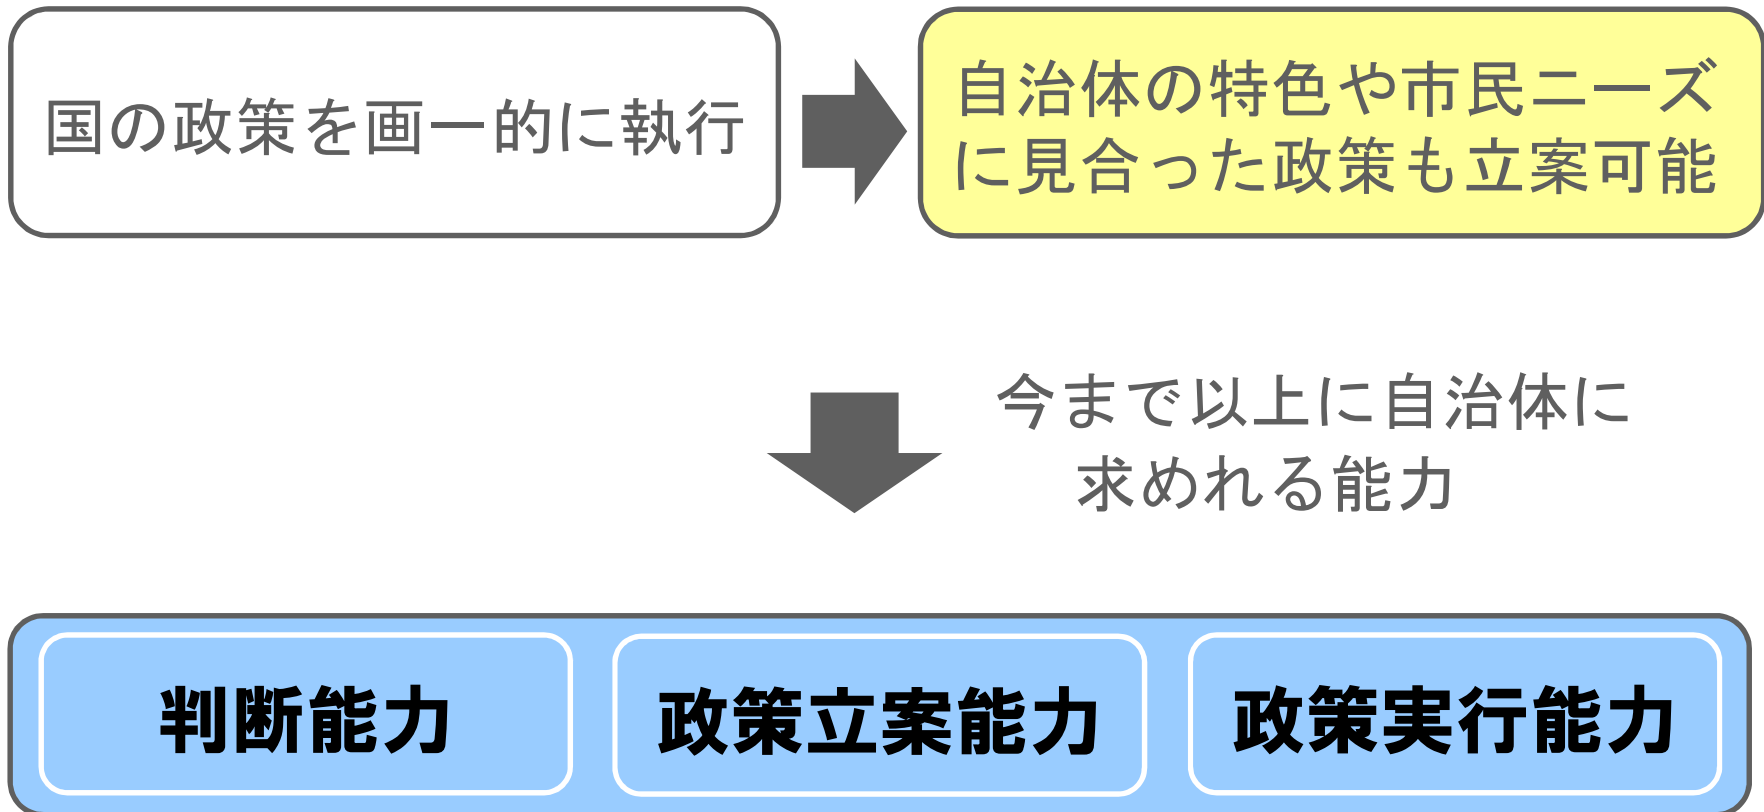 国の政策を画一的に執行
自治体の特色や市民ニーズ
に見合った政策も立案可能
今まで以上に自治体に
求めれる能力
判断能力
政策立案能力
政策実行能力